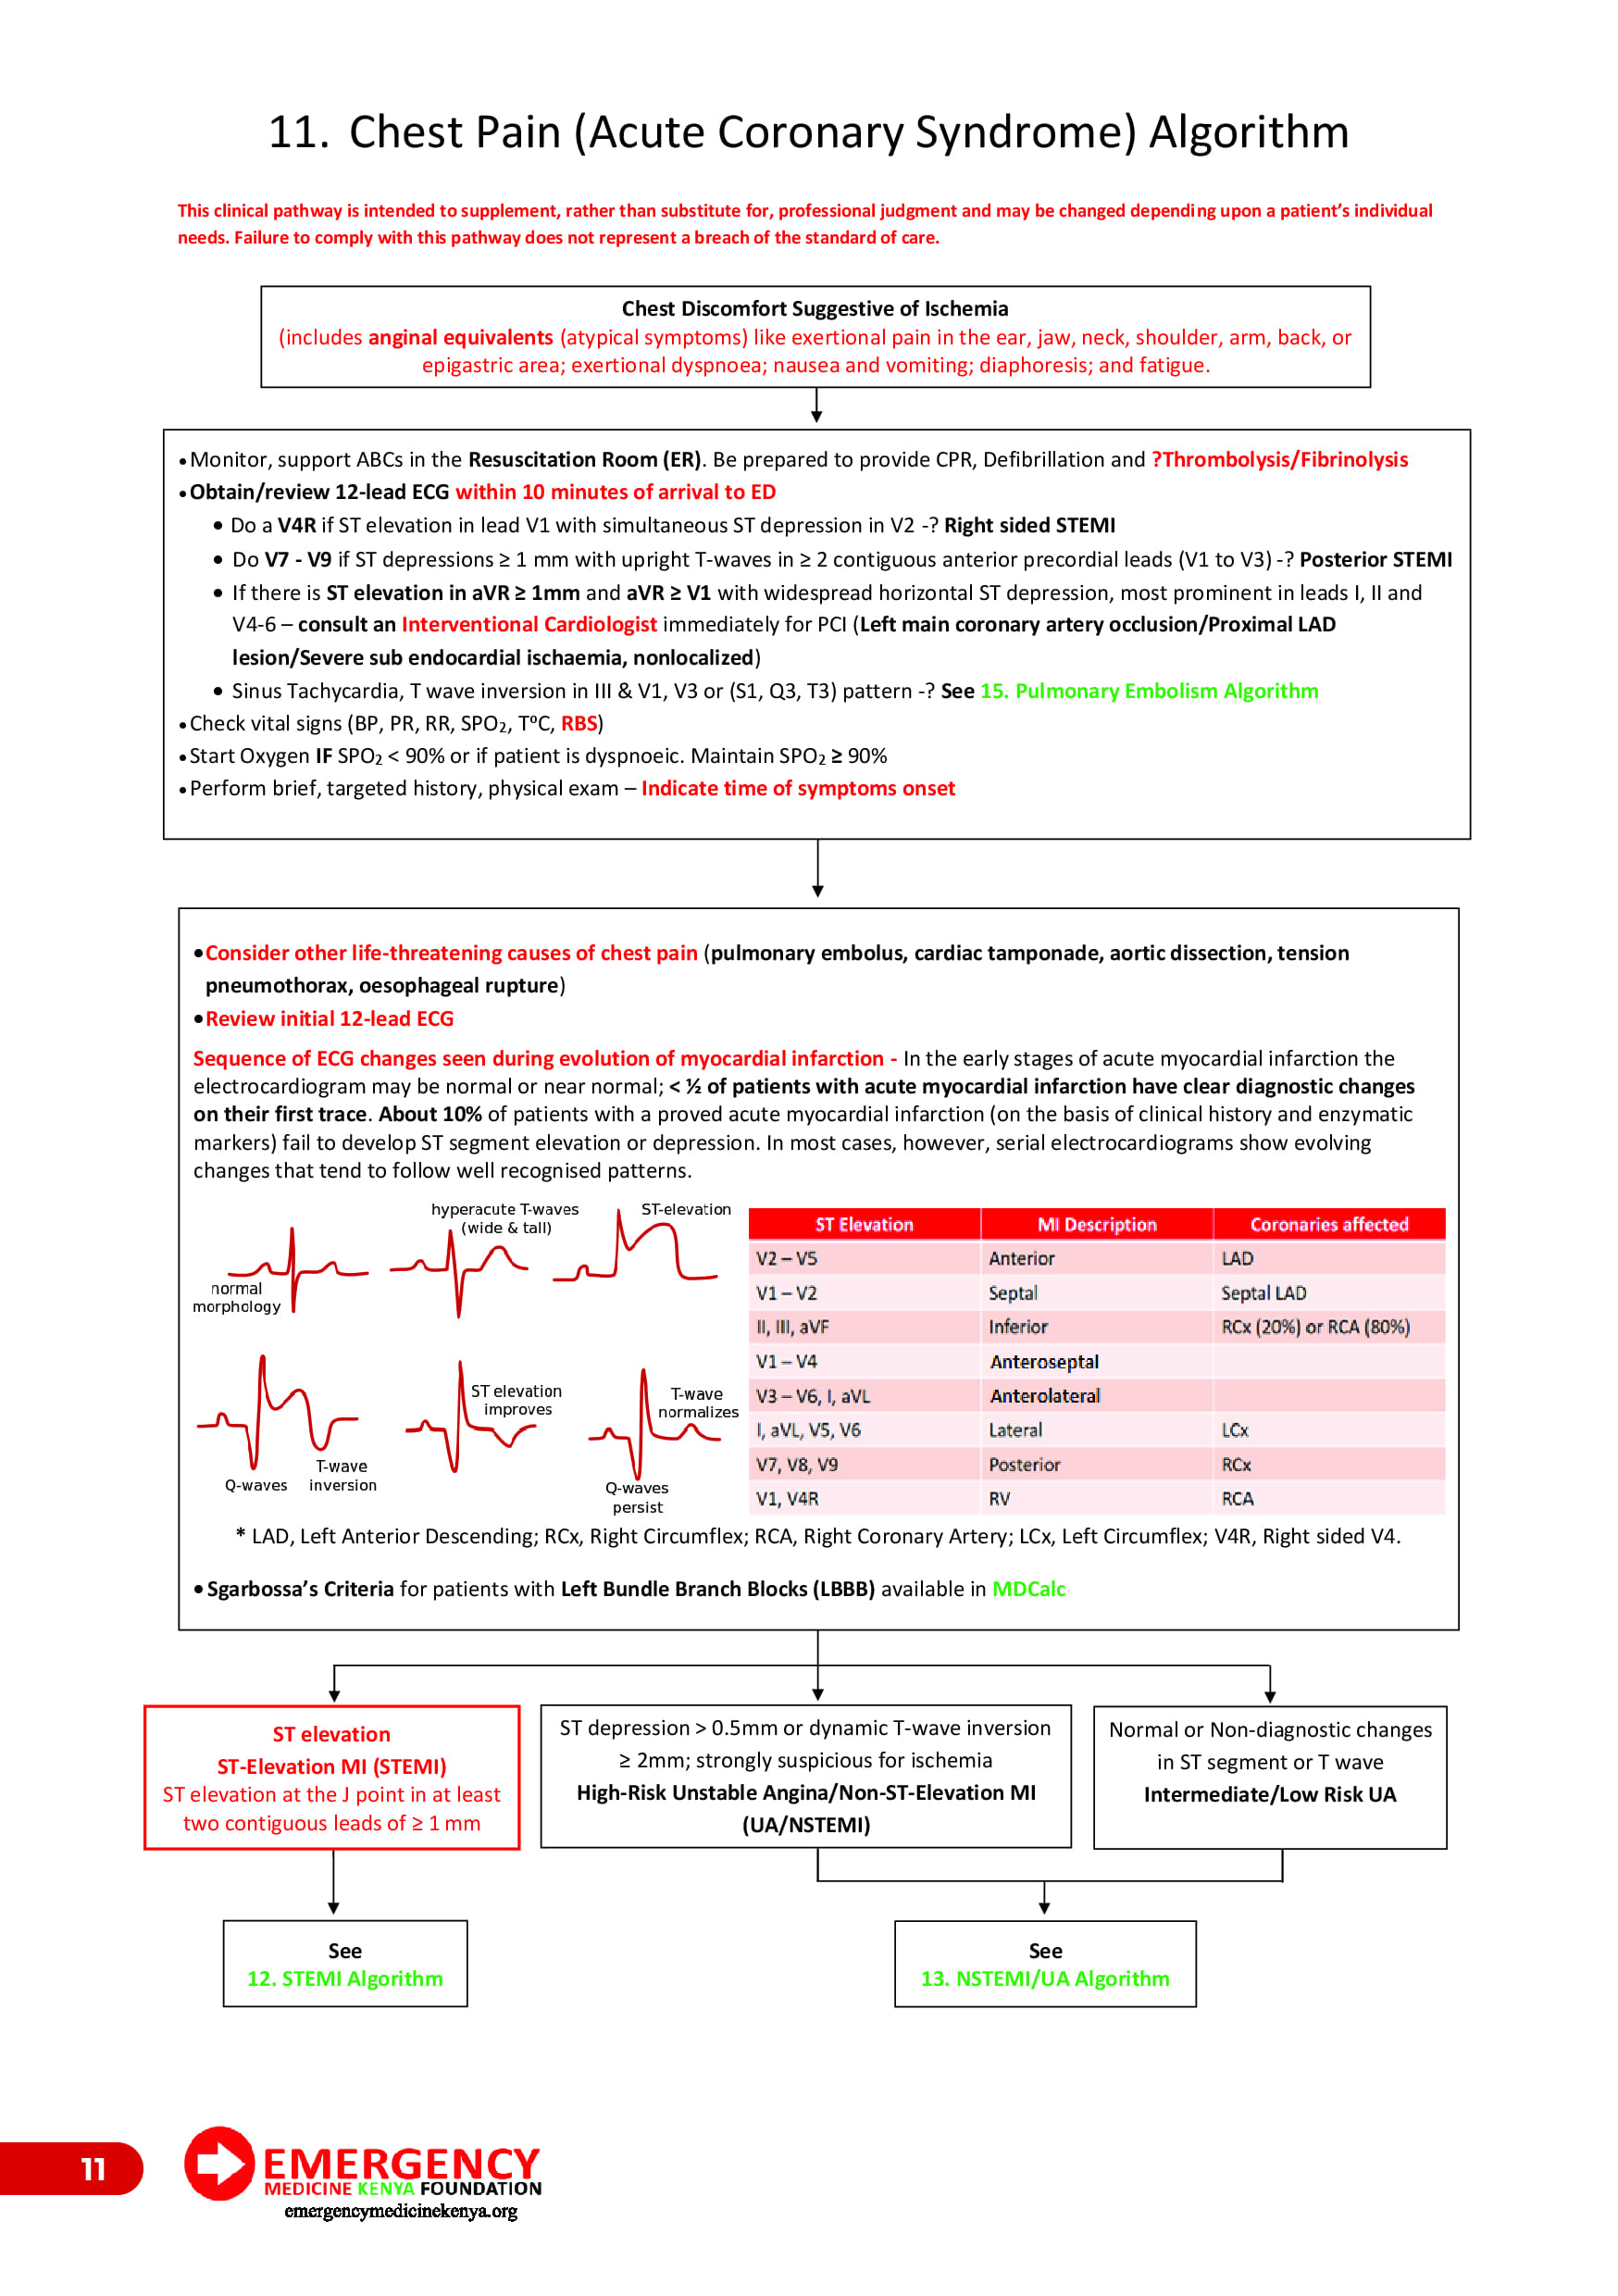 11. Chest Pain (Acute Coronary Syndrome) Algorithm
This clinical pathway is intended to supplement, rather than substitute for, professional judgment and may be changed depending upon a patient's individual
needs. Failure to comply with this pathway does not represent a breach of the standard of care.
Chest Discomfort Suggestive of Ischemia
(includes anginal equivalents (atypical symptoms) like exertional pain in the ear, jaw, neck, shoulder, arm, back, or
epigastric area; exertional dyspnoea; nausea and vomiting; diaphoresis; and fatigue.
• Monitor, support ABCs in the Resuscitation Room (ER). Be prepared to provide CPR, Defibrillation and ?Thrombolysis/Fibrinolysis
• Obtain/review 12-lead ECG within 10 minutes of arrival to ED
• Do a V4R if ST elevation in lead V1 with simultaneous ST depression in V2 -? Right sided STEMI
• Do V7 - V9 if ST depressions ≥ 1 mm with upright T-waves in ≥ 2 contiguous anterior precordial leads (V1 to V3) -? Posterior STEMI
• If there is ST elevation in aVR ≥ 1mm and aVR ≥ V1 with widespread horizontal ST depression, most prominent in leads I, II and
V4-6 – consult an Interventional Cardiologist immediately for PCI (Left main coronary artery occlusion/Proximal LAD
lesion/Severe sub endocardial ischaemia, nonlocalized)
• Sinus Tachycardia, T wave inversion in III & V1, V3 or (S1, Q3, T3) pattern -? See 15. Pulmonary Embolism Algorithm
• Check vital signs (BP, PR, RR, SPO₂, TºC, RBS)
• Start Oxygen IF SPO₂ < 90% or if patient is dyspnoeic. Maintain SPO₂ ≥ 90%
• Perform brief, targeted history, physical exam – Indicate time of symptoms onset
• Consider other life-threatening causes of chest pain (pulmonary embolus, cardiac tamponade, aortic dissection, tension
pneumothorax, oesophageal rupture)
• Review initial 12-lead ECG
Sequence of ECG changes seen during evolution of myocardial infarction - In the early stages of acute myocardial infarction the
electrocardiogram may be normal or near normal; < ½ of patients with acute myocardial infarction have clear diagnostic changes
on their first trace. About 10% of patients with a proved acute myocardial infarction (on the basis of clinical history and enzymatic
markers) fail to develop ST segment elevation or depression. In most cases, however, serial electrocardiograms show evolving
changes that tend to follow well recognised patterns.
normal
morphology
hyperacute T-waves
(wide & tall)
ST-elevation
Q-waves
T-wave
inversion
ST elevation
improves
T-wave
normalizes
Q-waves
persist
ST Elevation MI Description Coronaries affected
V2 – V5 Anterior LAD
V1 – V2 Septal Septal LAD
II, III, aVF Inferior RCx (20%) or RCA (80%)
V1 – V4 Anteroseptal
V3 – V6, I, aVL Anterolateral
I, aVL, V5, V6 Lateral LCx
V7, V8, V9 Posterior RCx
V1, V4R RV RCA
* LAD, Left Anterior Descending; RCx, Right Circumflex; RCA, Right Coronary Artery; LCx, Left Circumflex; V4R, Right sided V4.
• Sgarbossa's Criteria for patients with Left Bundle Branch Blocks (LBBB) available in MDCalc
ST elevation
ST-Elevation MI (STEMI)
ST elevation at the J point in at least
two contiguous leads of ≥ 1 mm
ST depression > 0.5mm or dynamic T-wave inversion
≥ 2mm; strongly suspicious for ischemia
High-Risk Unstable Angina/Non-ST-Elevation MI
(UA/NSTEMI)
Normal or Non-diagnostic changes
in ST segment or T wave
Intermediate/Low Risk UA
See
12. STEMI Algorithm
See
13. NSTEMI/UA Algorithm
11
EMERGENCY
MEDICINE KENYA FOUNDATION
emergencymedicinekenya.org